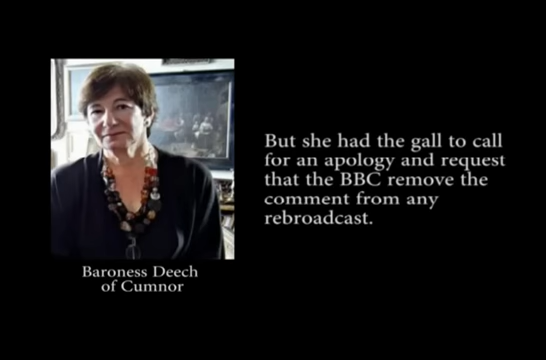 But she had the gall to call
for an apology and request
that the BBC remove the
comment from any
rebroadcast.
Baroness Deech
of Cumnor